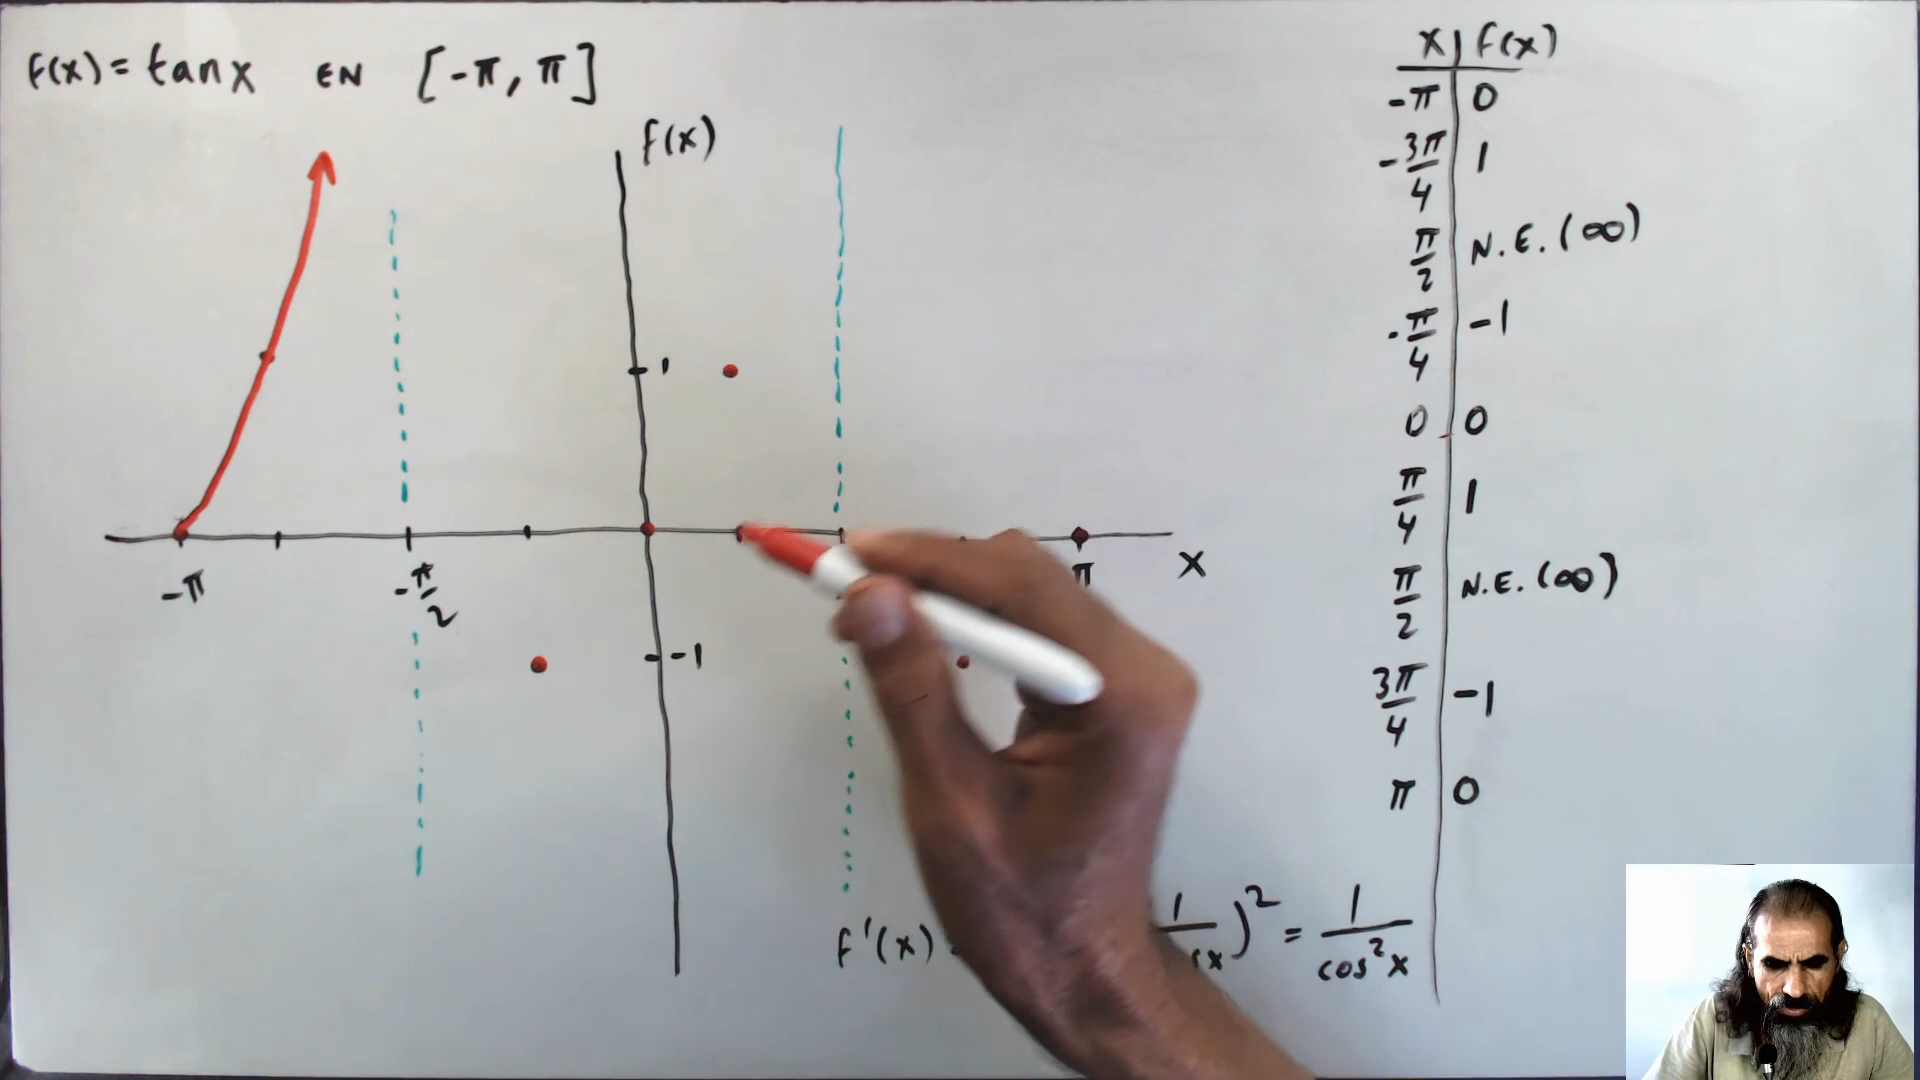 f(x) = tan x EN [-π, π]
f(x)
1
-π
-π/2
π
x
-1
f'(x)
)² = 1/cos²x
x | f(x)
-π | 0
-3π/4 | 1
π/2 | N.E. (∞)
-π/4 | -1
0 | 0
π/4 | 1
π/2 | N.E. (∞)
3π/4 | -1
π | 0